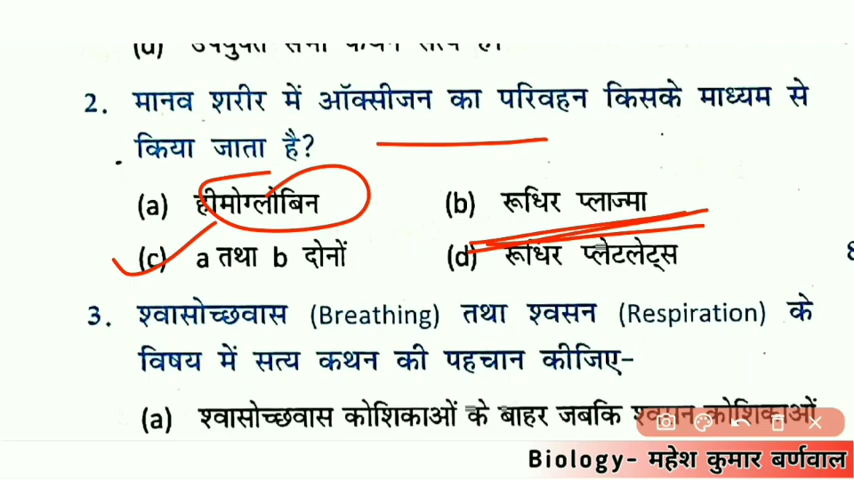 2. मानव शरीर में ऑक्सीजन का परिवहन किसके माध्यम से
किया जाता है?
(a) हीमोग्लोबिन (b) रूधिर प्लाज्मा
(c) a तथा b दोनों (d) रूधिर प्लेटलेट्स
3. श्वासोच्छवास (Breathing) तथा श्वसन (Respiration) के
विषय में सत्य कथन की पहचान कीजिए-
(a) श्वासोच्छवास कोशिकाओं के बाहर जबकि श्वसन कोशिकाओं
Biology- महेश कुमार बर्णवाल